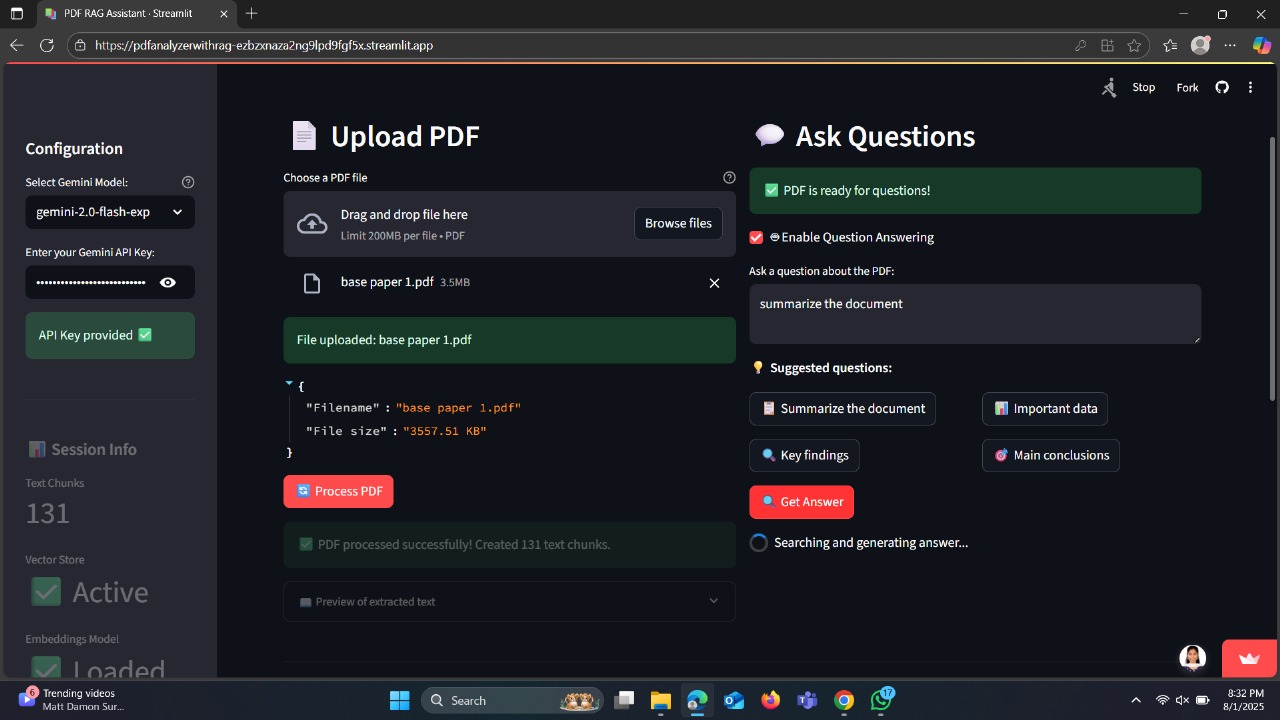 PDF RAG Assistant · Streamlit
https://pdfanalyzerwithrag-ezbzxnaza2ng9lpd9fgf5x.streamlit.app
Stop
Fork
Configuration
Select Gemini Model:
gemini-2.0-flash-exp
Enter your Gemini API Key:
API Key provided ✅
📊 Session Info
Text Chunks
131
Vector Store
✅ Active
Embeddings Model
✅ Loaded
📄 Upload PDF
Choose a PDF file
Drag and drop file here
Limit 200MB per file • PDF
Browse files
base paper 1.pdf 3.5MB
File uploaded: base paper 1.pdf
{
"Filename" : "base paper 1.pdf"
"File size" : "3557.51 KB"
}
🔄 Process PDF
✅ PDF processed successfully! Created 131 text chunks.
📖 Preview of extracted text
💬 Ask Questions
✅ PDF is ready for questions!
Enable Question Answering
Ask a question about the PDF:
summarize the document
💡 Suggested questions:
📋 Summarize the document
📊 Important data
🔍 Key findings
🎯 Main conclusions
🔍 Get Answer
Searching and generating answer...
6
Trending videos
Matt Damon Sur...
Search
17
8:32 PM
8/1/2025